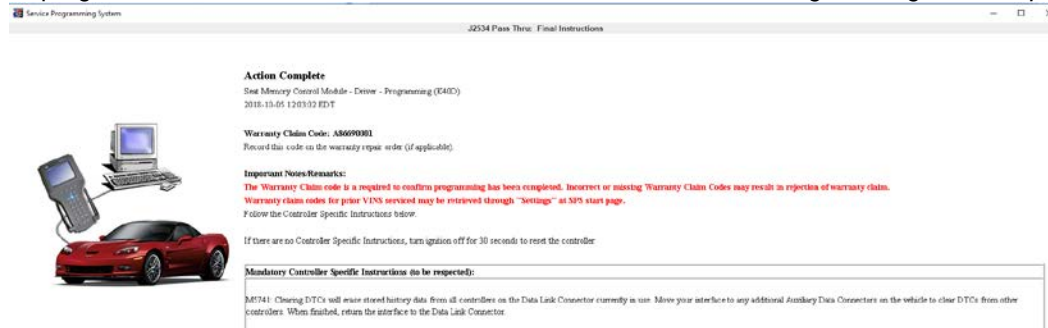 Service Programming System
J2534 Pass Thru: Final Instructions
Action Complete
Seat Memory Control Module - Driver - Programming (K40D)
2018-10-05 12:03:02 EDT
Warranty Claim Code: A86690301
Record this code on the warranty repair order (if applicable).
Important Notes/Remarks:
The Warranty Claim code is a required to confirm programming has been completed. Incorrect or missing Warranty Claim Codes may result in rejection of warranty claim.
Warranty claim codes for prior VINS serviced may be retrieved through "Settings" at SPS start page.
Follow the Controller Specific Instructions below.
If there are no Controller Specific Instructions, turn ignition off for 30 seconds to reset the controller
Mandatory Controller Specific Instructions (to be respected):
M5741: Clearing DTCs will erase stored history data from all controllers on the Data Link Connector currently in use. Move your interface to any additional Auxiliary Data Connectors on the vehicle to clear DTCs from other
controllers. When finished, return the interface to the Data Link Connector.